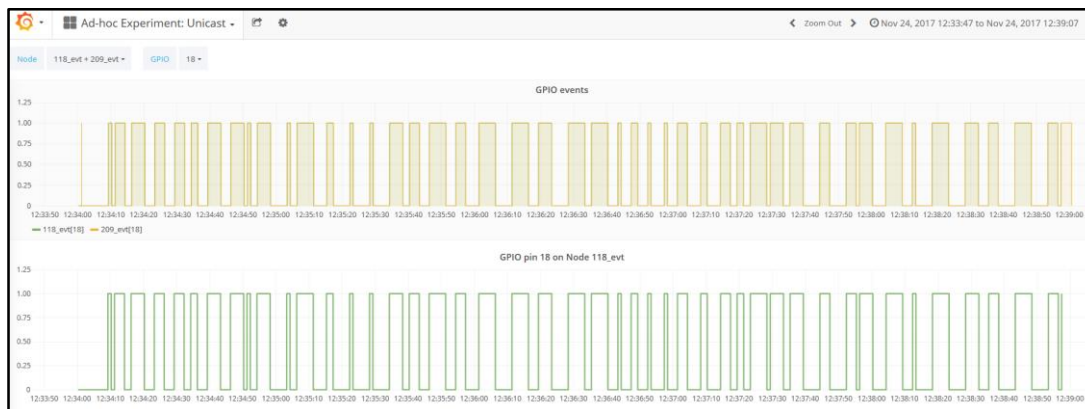 Ad-hoc Experiment: Unicast
Zoom Out Nov 24, 2017 12:33:47 to Nov 24, 2017 12:39:07
Node 118_evt + 209_evt GPIO 18
GPIO events
1.25
1.00
0.75
0.50
0.25
0
12:33:50 12:34:00 12:34:10 12:34:20 12:34:30 12:34:40 12:34:50 12:35:00 12:35:10 12:35:20 12:35:30 12:35:40 12:35:50 12:36:00 12:36:10 12:36:20 12:36:30 12:36:40 12:36:50 12:37:00 12:37:10 12:37:20 12:37:30 12:37:40 12:37:50 12:38:00 12:38:10 12:38:20 12:38:30 12:38:40 12:38:50 12:39:00
118_evt[18] 209_evt[18]
GPIO pin 18 on Node 118_evt
1.25
1.00
0.75
0.50
0.25
0
12:33:50 12:34:00 12:34:10 12:34:20 12:34:30 12:34:40 12:34:50 12:35:00 12:35:10 12:35:20 12:35:30 12:35:40 12:35:50 12:36:00 12:36:10 12:36:20 12:36:30 12:36:40 12:36:50 12:37:00 12:37:10 12:37:20 12:37:30 12:37:40 12:37:50 12:38:00 12:38:10 12:38:20 12:38:30 12:38:40 12:38:50 12:39:00